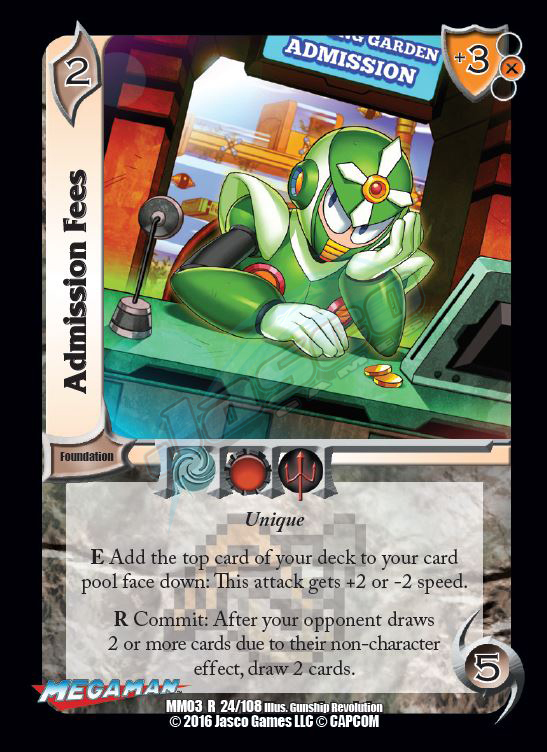 NG GARDEN
ADMISSION
2
+3
Admission Fees
Foundation
Unique
E Add the top card of your deck to your card
pool face down: This attack gets +2 or -2 speed.
R Commit: After your opponent draws
2 or more cards due to their non-character
effect, draw 2 cards.
5
MEGAMAN™
MM03 R 24/108 Illus. Gunship Revolution
© 2016 Jasco Games LLC © CAPCOM